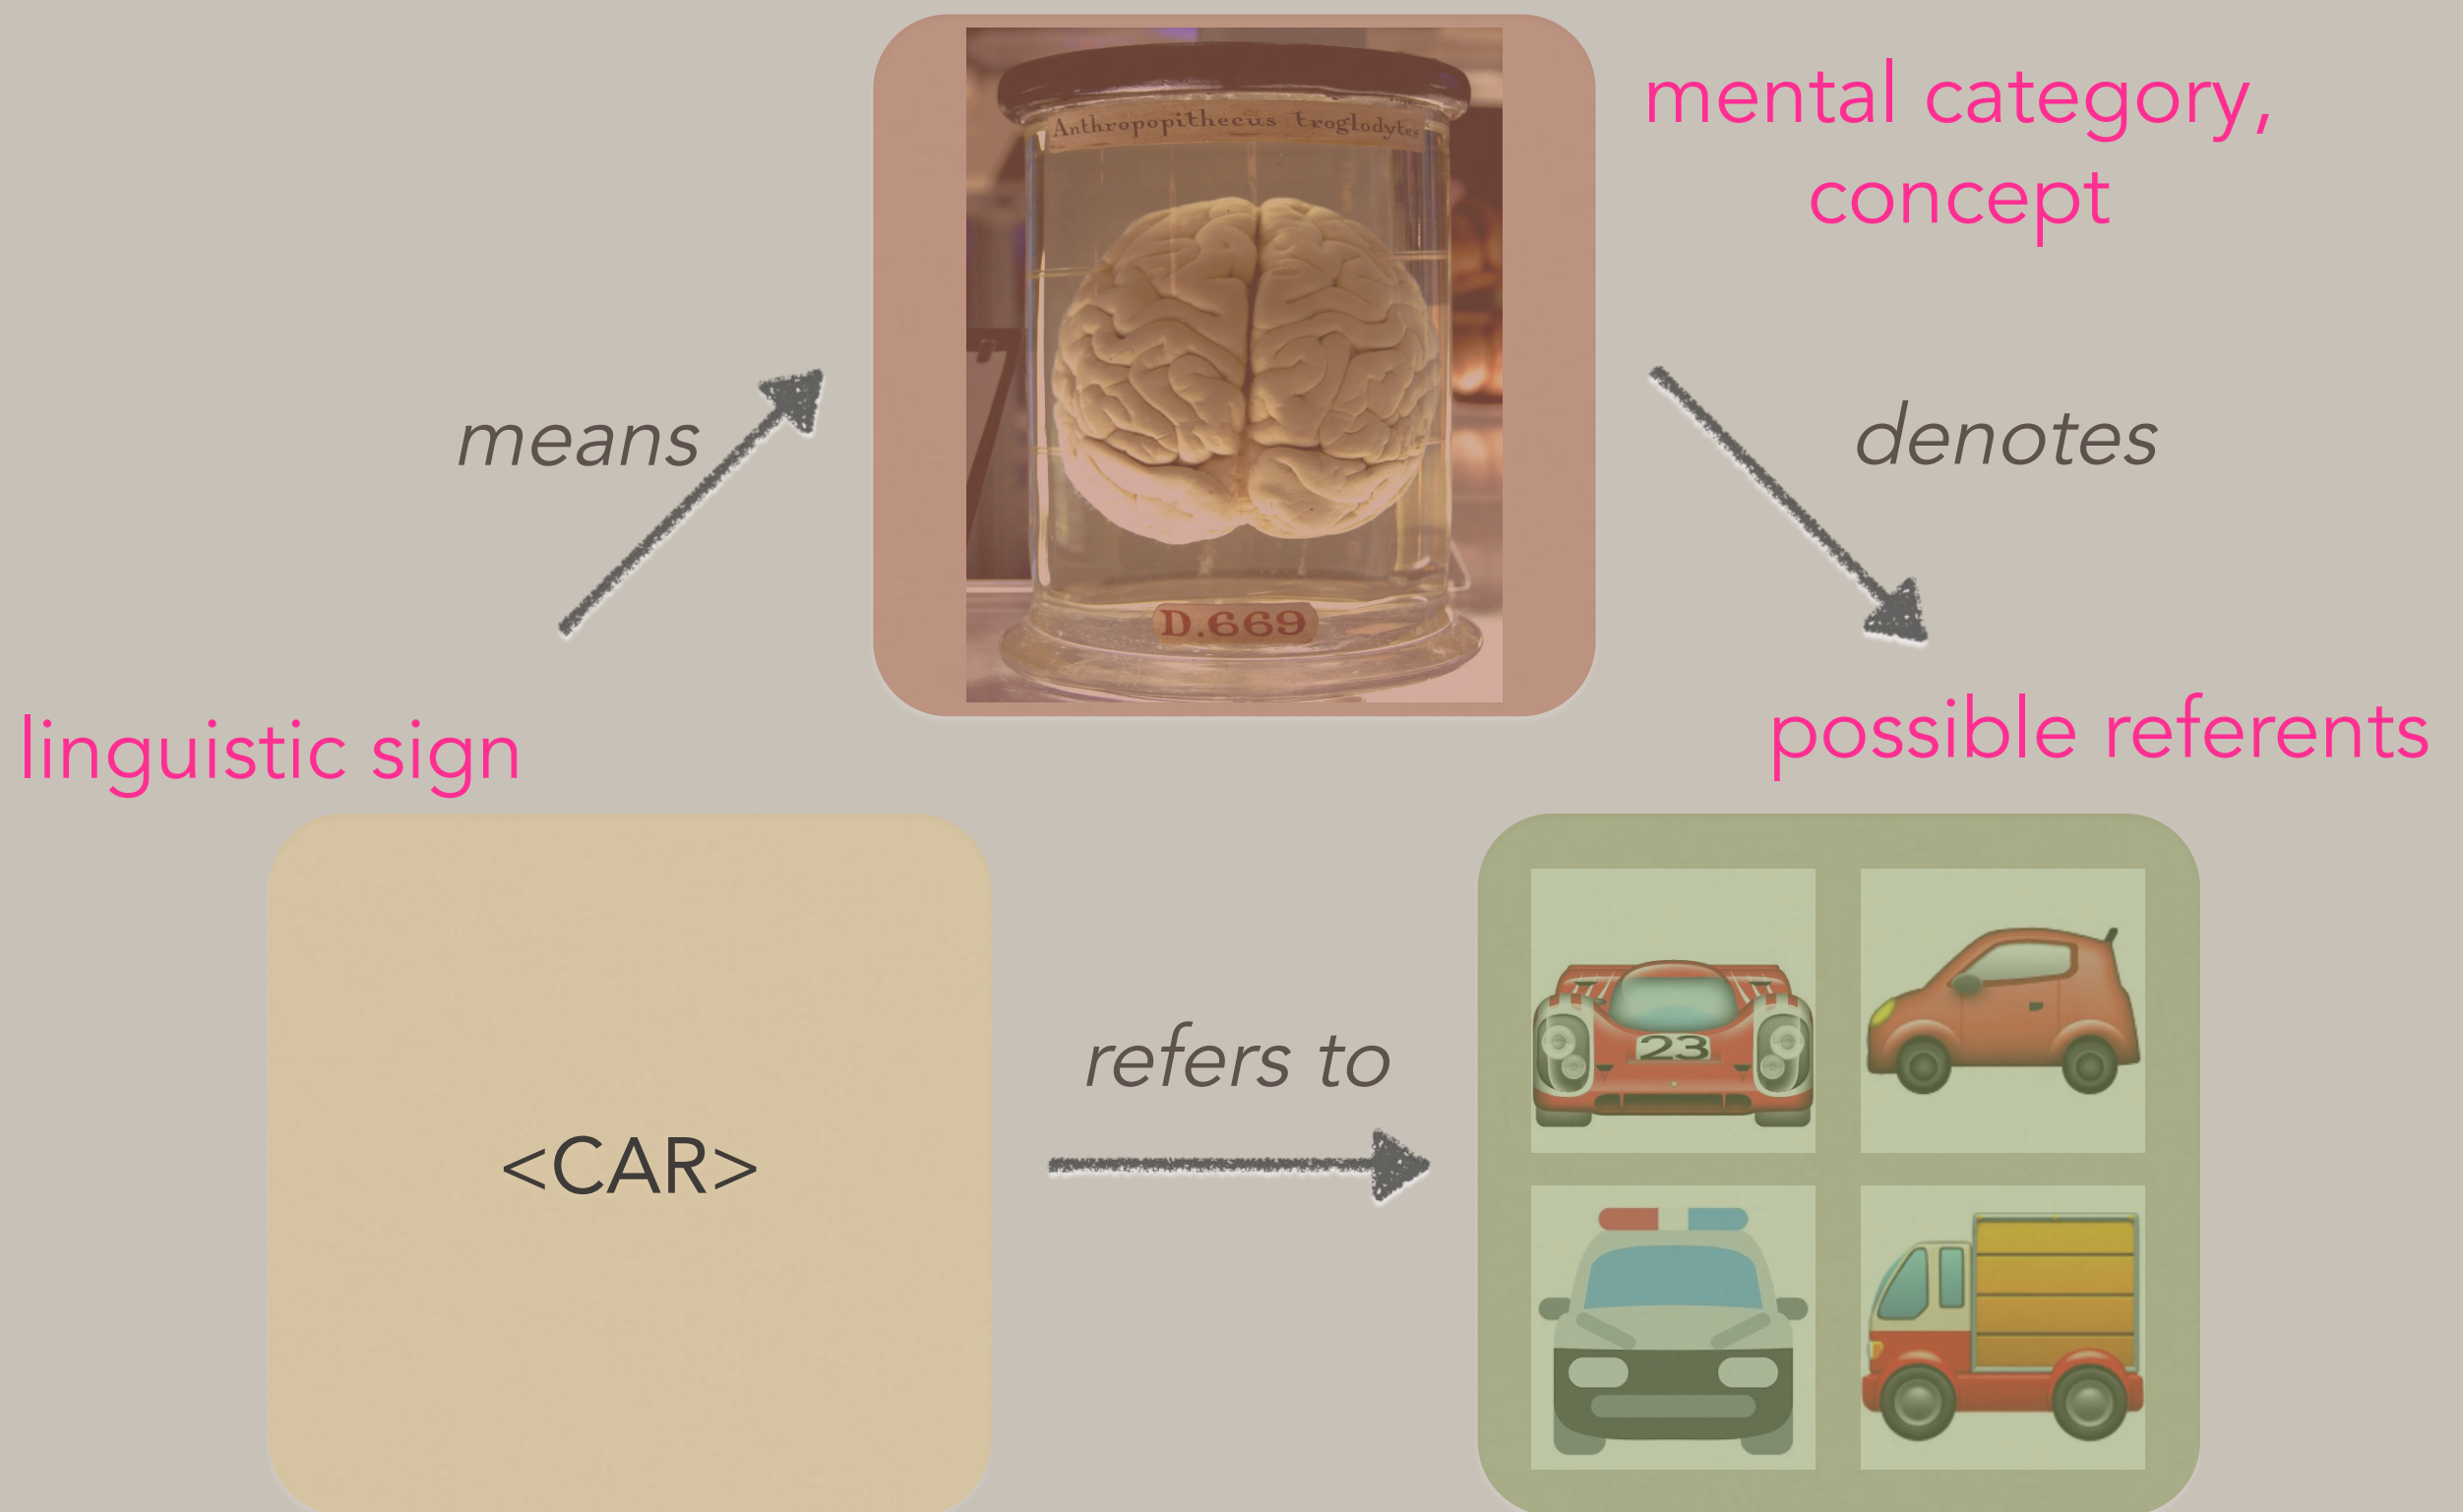 Anthropopithecus troglodytes
mental category,
concept
means
denotes
D.669
linguistic sign
possible referents
<CAR>
refers to
23